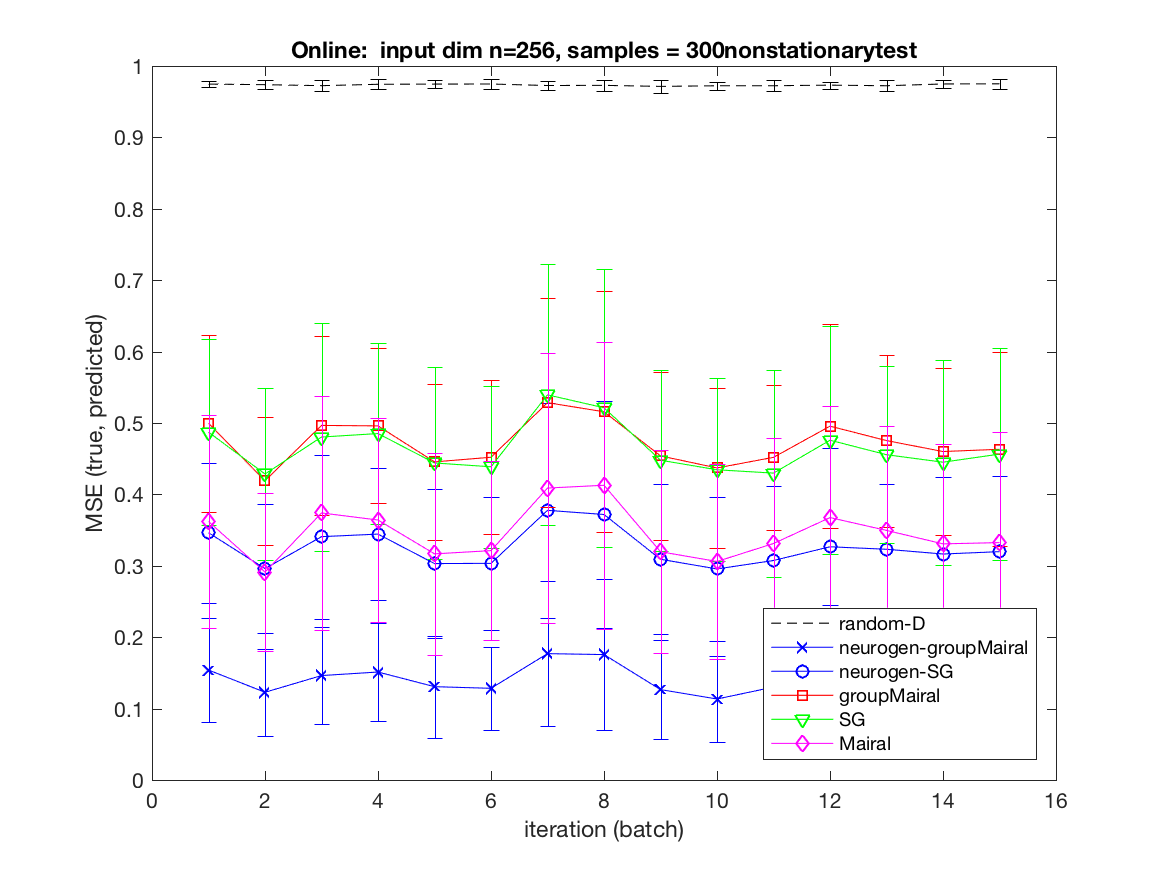 Online:  input dim n=256, samples = 300nonstationarytest
1
0.9
0.8
0.7
0.6
0.5
0.4
0.3
0.2
0.1
0
MSE (true, predicted)
random-D
neurogen-groupMairal
neurogen-SG
groupMairal
SG
Mairal
0 2 4 6 8 10 12 14 16
iteration (batch)